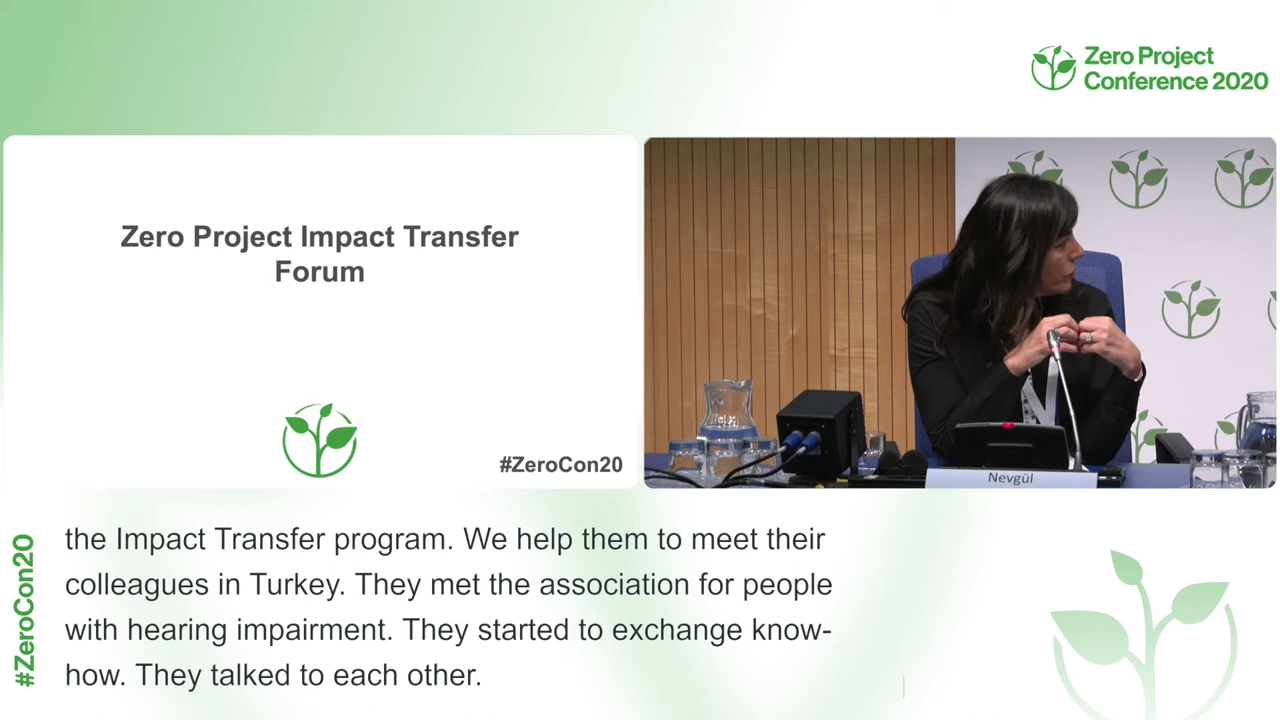 Zero Project
Conference 2020
Zero Project Impact Transfer
Forum
#ZeroCon20
Nevgül
#ZeroCon20
the Impact Transfer program. We help them to meet their
colleagues in Turkey. They met the association for people
with hearing impairment. They started to exchange know-
how. They talked to each other.